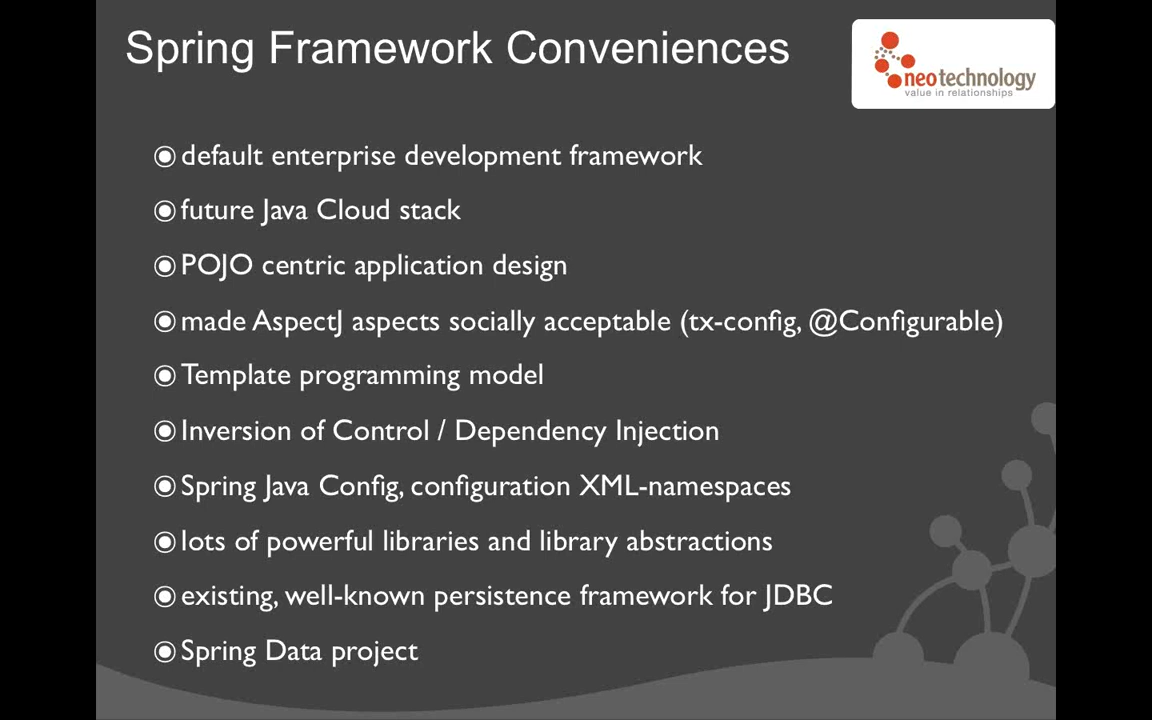 Spring Framework Conveniences
neotechnology
value in relationships
default enterprise development framework
future Java Cloud stack
POJO centric application design
made AspectJ aspects socially acceptable (tx-config, @Configurable)
Template programming model
Inversion of Control / Dependency Injection
Spring Java Config, configuration XML-namespaces
lots of powerful libraries and library abstractions
existing, well-known persistence framework for JDBC
Spring Data project